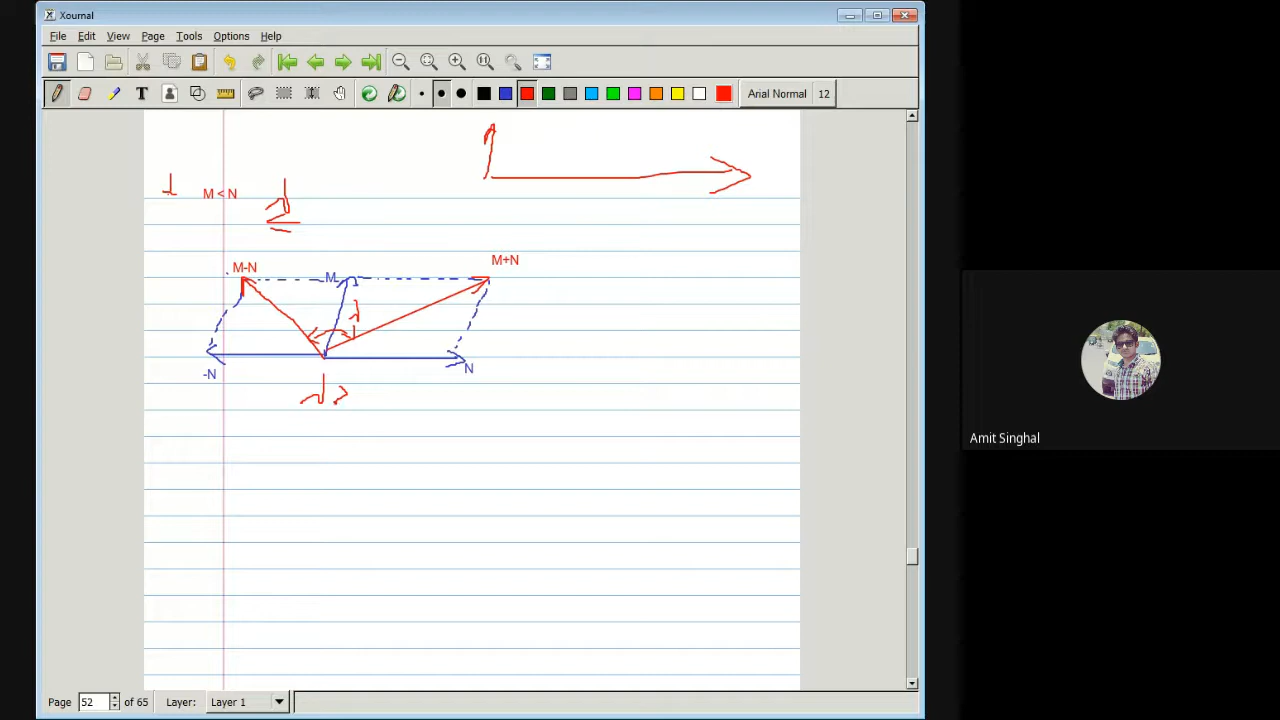 Xournal
File Edit View Page Tools Options Help
Arial Normal 12
M < N
M-N M M+N
-N N
Page 52 of 65 Layer: Layer 1
Amit Singhal